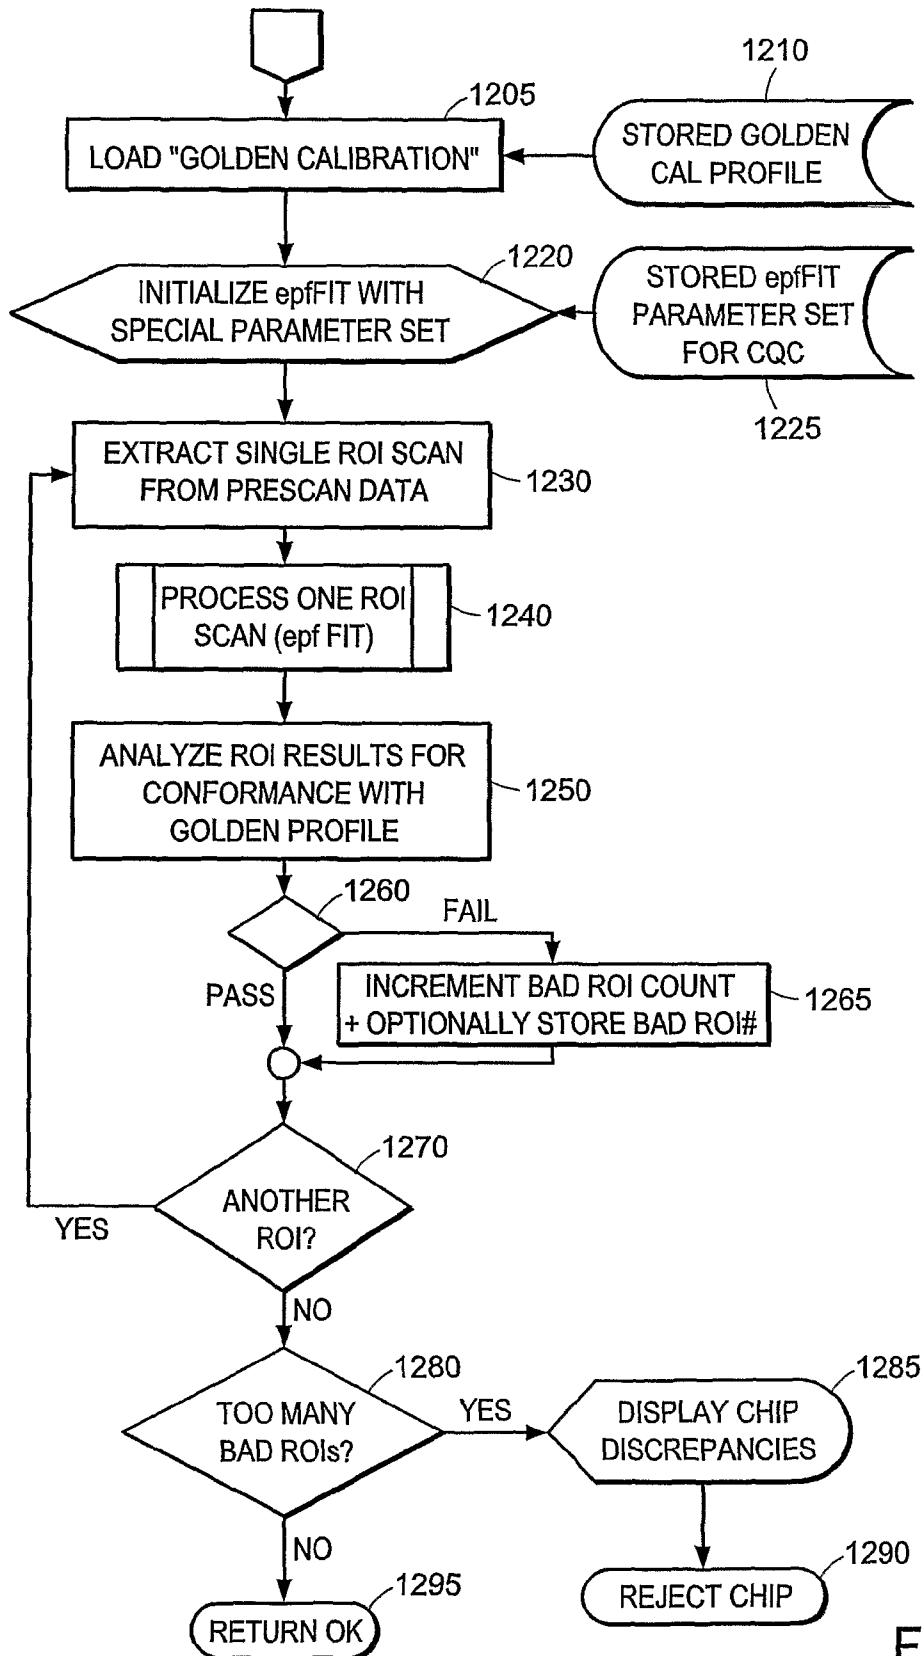 1205
LOAD "GOLDEN CALIBRATION"
1210
STORED GOLDEN
CAL PROFILE
1220
INITIALIZE epfFIT WITH
SPECIAL PARAMETER SET
STORED epfFIT
PARAMETER SET
FOR CQC
1225
EXTRACT SINGLE ROI SCAN
FROM PRESCAN DATA
1230
PROCESS ONE ROI
SCAN (epf FIT)
1240
ANALYZE ROI RESULTS FOR
CONFORMANCE WITH
GOLDEN PROFILE
1250
1260
FAIL
PASS
INCREMENT BAD ROI COUNT
+ OPTIONALLY STORE BAD ROI#
1265
1270
ANOTHER
ROI?
YES
NO
1280
TOO MANY
BAD ROIs?
YES
1285
DISPLAY CHIP
DISCREPANCIES
NO
1290
REJECT CHIP
1295
RETURN OK